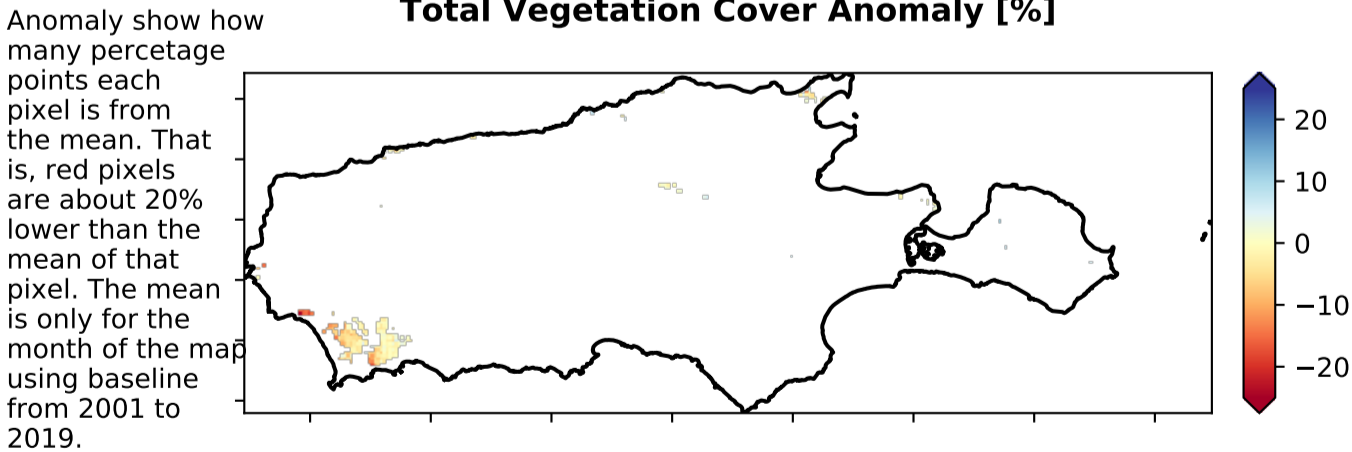 Total Vegetation Cover Anomaly [%]
Anomaly show how
many percetage
points each
pixel is from
the mean. That
is, red pixels
are about 20%
lower than the
mean of that
pixel. The mean
is only for the
month of the map
using baseline
from 2001 to
2019.
20
10
0
−10
−20